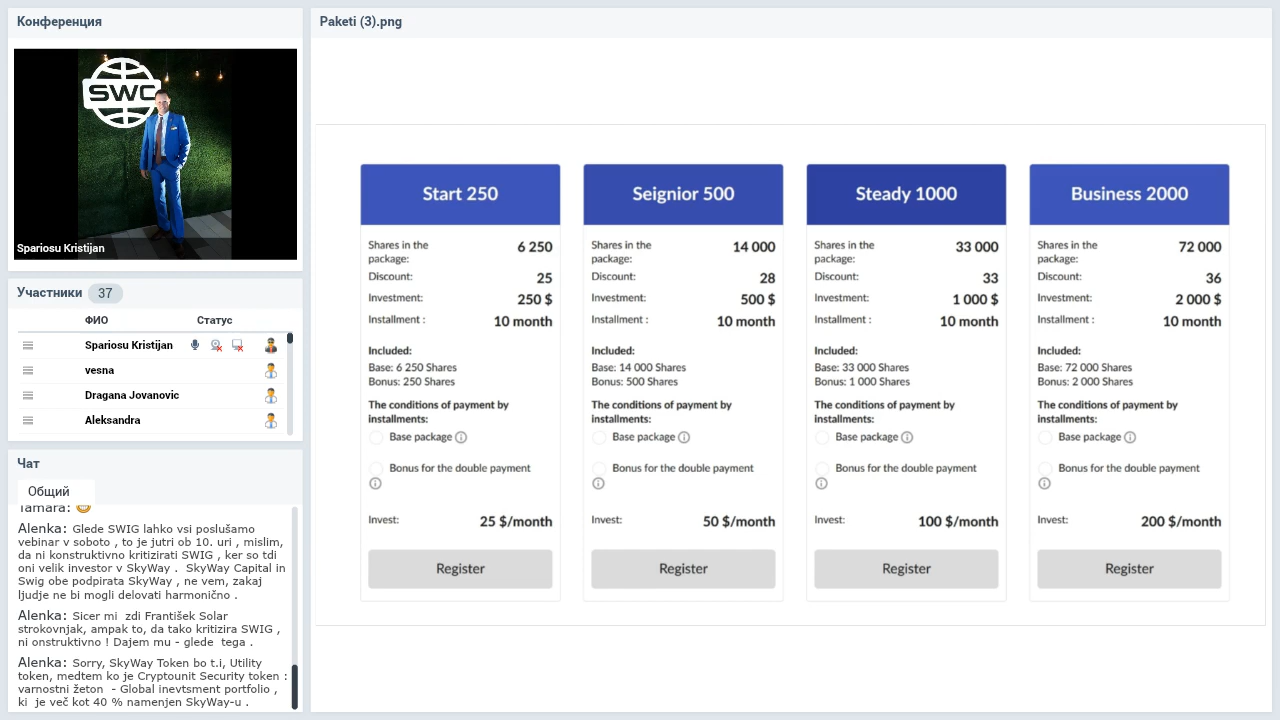 Конференция
SWC
Spariosu Kristijan
Участники 37
ФИО Статус
Spariosu Kristijan
vesna
Dragana Jovanovic
Aleksandra
Чат
Общий
Tamara:
Alenka: Glede SWIG lahko vsi poslušamo
vebinar v soboto , to je jutri ob 10. uri , mislim,
da ni konstruktivno kritizirati SWIG , ker so tdi
oni velik investor v SkyWay . SkyWay Capital in
Swig obe podpirata SkyWay , ne vem, zakaj
ljudje ne bi mogli delovati harmonično .
Alenka: Sicer mi zdi František Solar
strokovnjak, ampak to, da tako kritizira SWIG ,
ni onstruktivno ! Dajem mu - glede tega .
Alenka: Sorry, SkyWay Token bo t.i, Utility
token, medtem ko je Cryptounit Security token :
varnostni žeton - Global inevtsment portfolio ,
ki je več kot 40 % namenjen SkyWay-u .
Paketi (3).png
Start 250
Shares in the
package: 6 250
Discount: 25
Investment: 250 $
Installment : 10 month
Included:
Base: 6 250 Shares
Bonus: 250 Shares
The conditions of payment by
installments:
Base package
Bonus for the double payment
Invest: 25 $/month
Register
Seignior 500
Shares in the
package: 14 000
Discount: 28
Investment: 500 $
Installment : 10 month
Included:
Base: 14 000 Shares
Bonus: 500 Shares
The conditions of payment by
installments:
Base package
Bonus for the double payment
Invest: 50 $/month
Register
Steady 1000
Shares in the
package: 33 000
Discount: 33
Investment: 1 000 $
Installment : 10 month
Included:
Base: 33 000 Shares
Bonus: 1 000 Shares
The conditions of payment by
installments:
Base package
Bonus for the double payment
Invest: 100 $/month
Register
Business 2000
Shares in the
package: 72 000
Discount: 36
Investment: 2 000 $
Installment : 10 month
Included:
Base: 72 000 Shares
Bonus: 2 000 Shares
The conditions of payment by
installments:
Base package
Bonus for the double payment
Invest: 200 $/month
Register